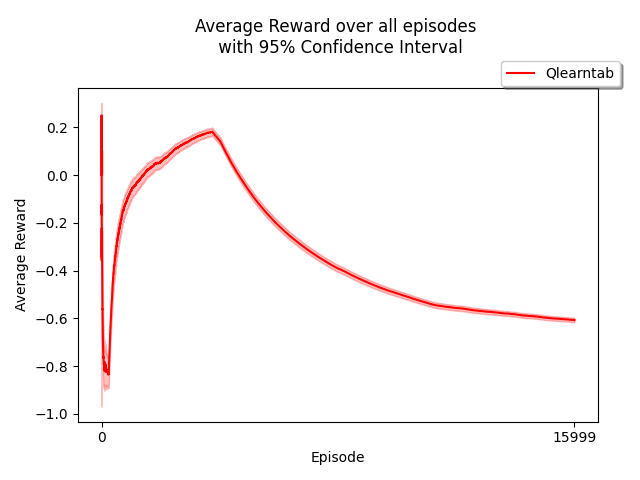 Average Reward over all episodes
with 95% Confidence Interval
Qlearntab
0.2
0.0
−0.2
−0.4
−0.6
−0.8
−1.0
Average Reward
0
15999
Episode